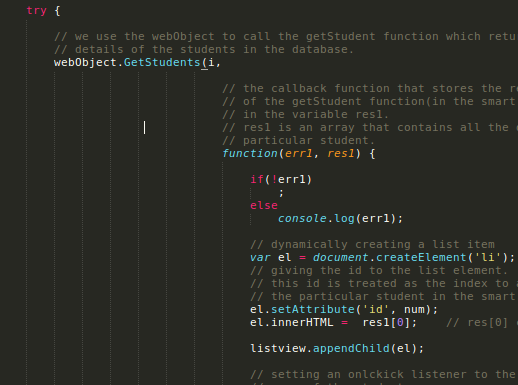 try {
// we use the webObject to call the getStudent function which retu
// details of the students in the database.
webObject.GetStudents(i,
// the callback function that stores the re
// of the getStudent function(in the smart
// in the variable res1.
// res1 is an array that contains all the
// particular student.
function(err1, res1) {
if(!err1)
;
else
console.log(err1);
// dynamically creating a list item
var el = document.createElement('li');
// giving the id to the list element.
// this id is treated as the index to a
// the particular student in the smart
el.setAttribute('id', num);
el.innerHTML = res1[0]; // res[0]
listview.appendChild(el);
// setting an onlckick listener to the